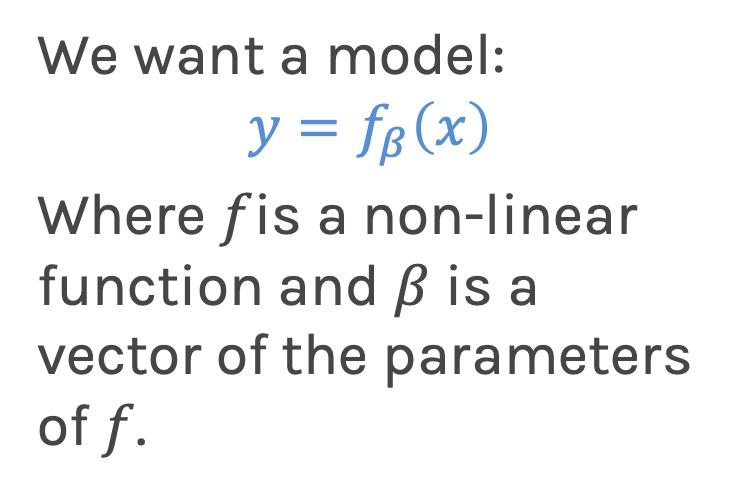 We want a model:
y = fᵦ(x)
Where f is a non-linear
function and β is a
vector of the parameters
of f.